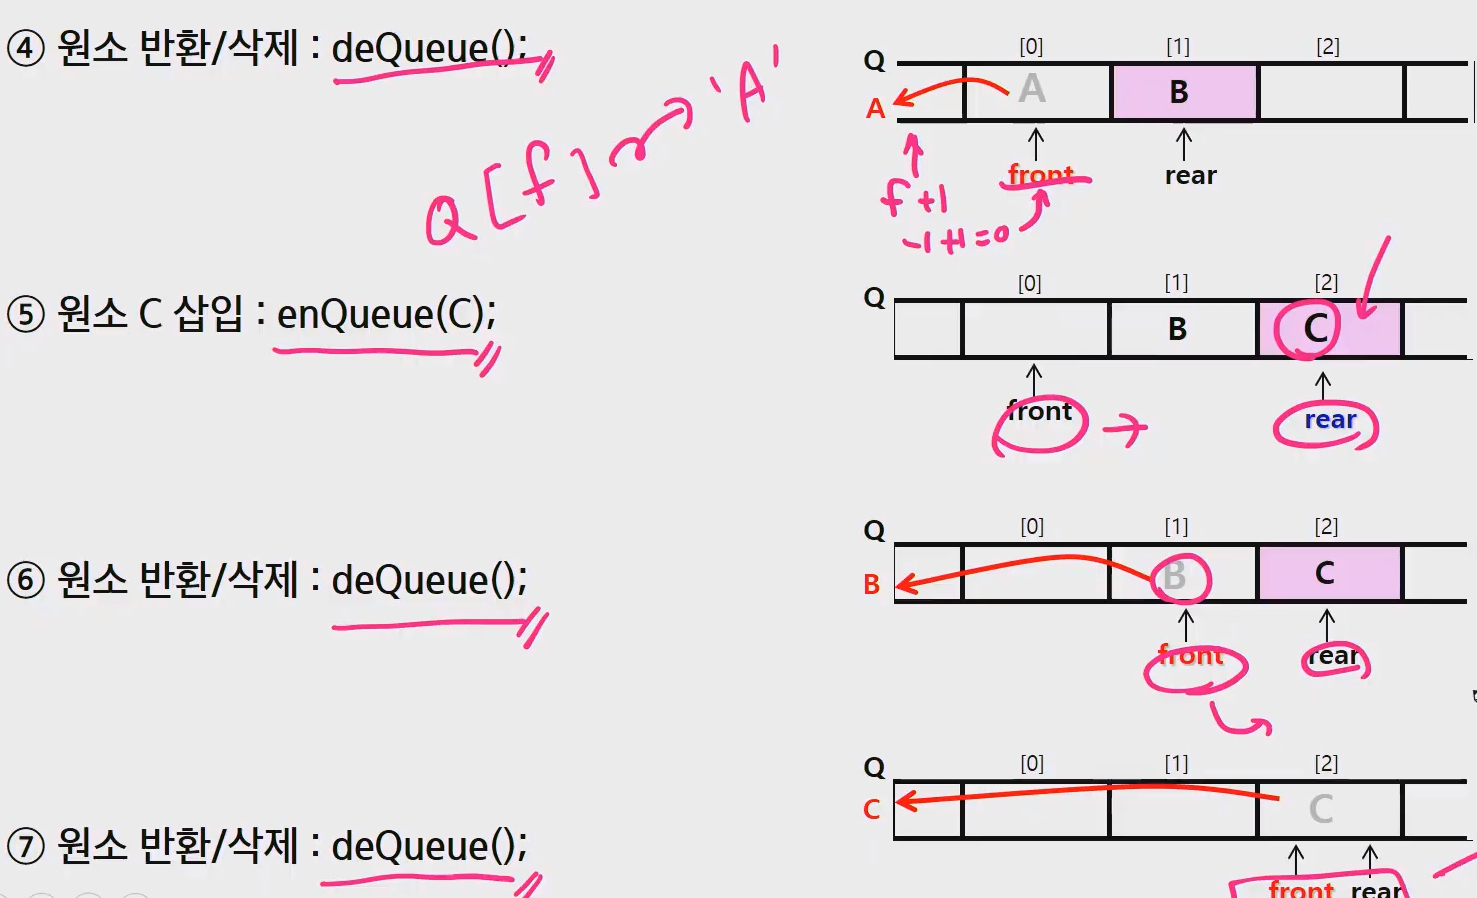 ④ 원소 반환/삭제 : deQueue();
Q[f] → 'A'
Q [0] [1] [2]
A A B
front rear
f+1
-1+1=0
⑤ 원소 C 삽입 : enQueue(C);
Q [0] [1] [2]
B C
front → rear
⑥ 원소 반환/삭제 : deQueue();
Q [0] [1] [2]
B B C
front rear
⑦ 원소 반환/삭제 : deQueue();
Q [0] [1] [2]
C C
front rear